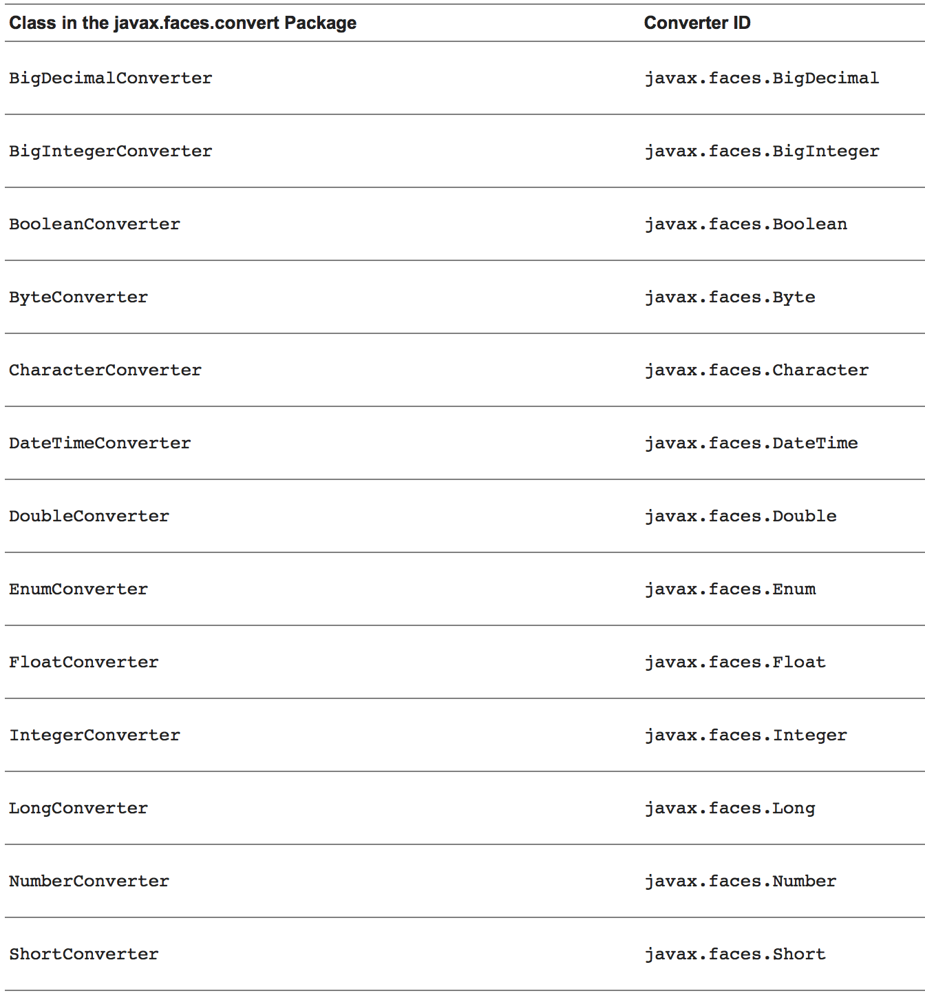 Class in the javax.faces.convert Package Converter ID
BigDecimalConverter javax.faces.BigDecimal
BigIntegerConverter javax.faces.BigInteger
BooleanConverter javax.faces.Boolean
ByteConverter javax.faces.Byte
CharacterConverter javax.faces.Character
DateTimeConverter javax.faces.DateTime
DoubleConverter javax.faces.Double
EnumConverter javax.faces.Enum
FloatConverter javax.faces.Float
IntegerConverter javax.faces.Integer
LongConverter javax.faces.Long
NumberConverter javax.faces.Number
ShortConverter javax.faces.Short